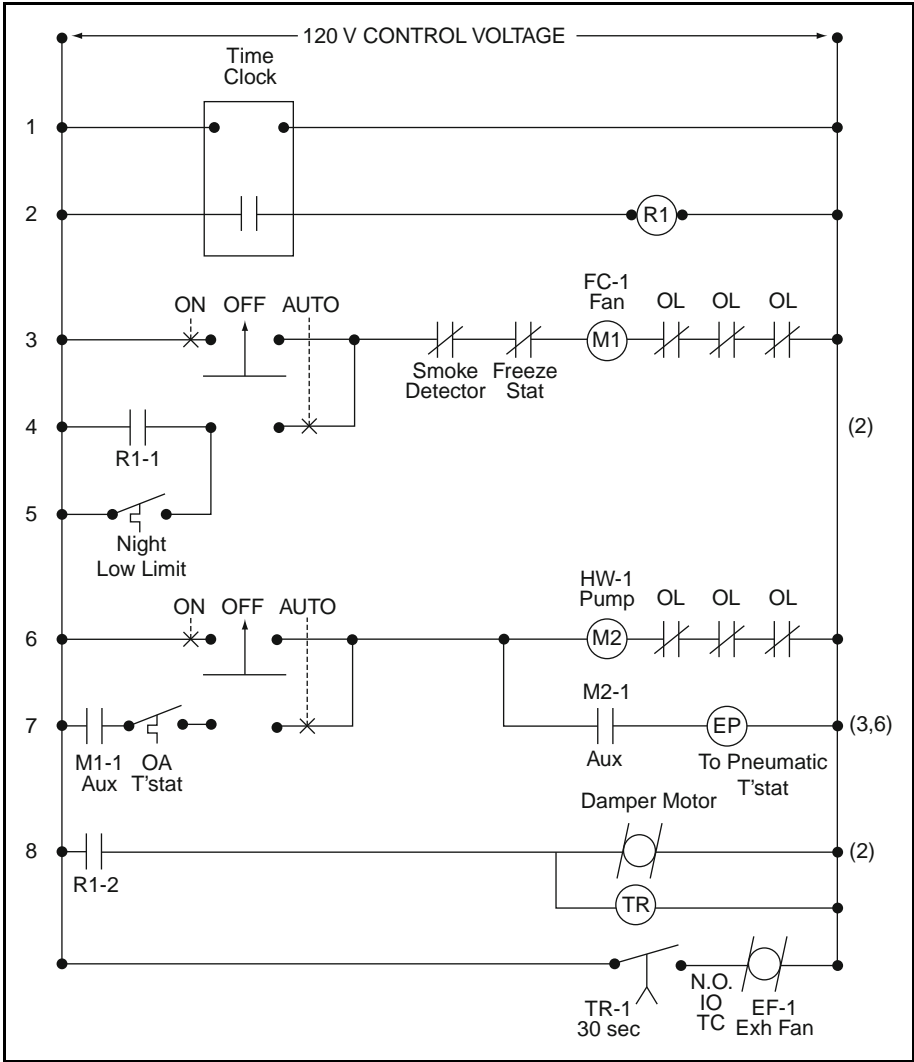 120 V CONTROL VOLTAGE
Time
Clock
1
2
R1
FC-1
Fan
ON OFF AUTO
OL OL OL
3
M1
Smoke
Detector
Freeze
Stat
4
(2)
R1-1
5
Night
Low Limit
HW-1
Pump
ON OFF AUTO
OL OL OL
6
M2
M2-1
7
EP
(3,6)
M1-1
Aux
OA
T'stat
Aux
To Pneumatic
T'stat
Damper Motor
8
(2)
R1-2
TR
TR-1
30 sec
N.O.
IO
TC
EF-1
Exh Fan